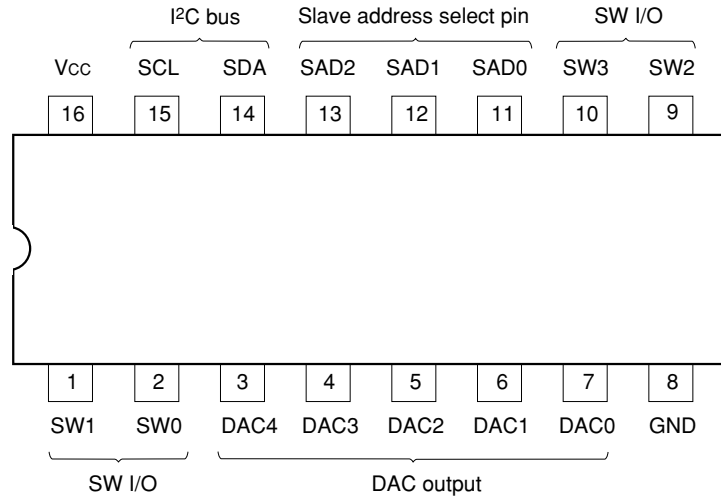 I²C bus Slave address select pin SW I/O
VCC SCL SDA SAD2 SAD1 SAD0 SW3 SW2
16 15 14 13 12 11 10 9
1 2 3 4 5 6 7 8
SW1 SW0 DAC4 DAC3 DAC2 DAC1 DAC0 GND
SW I/O DAC output